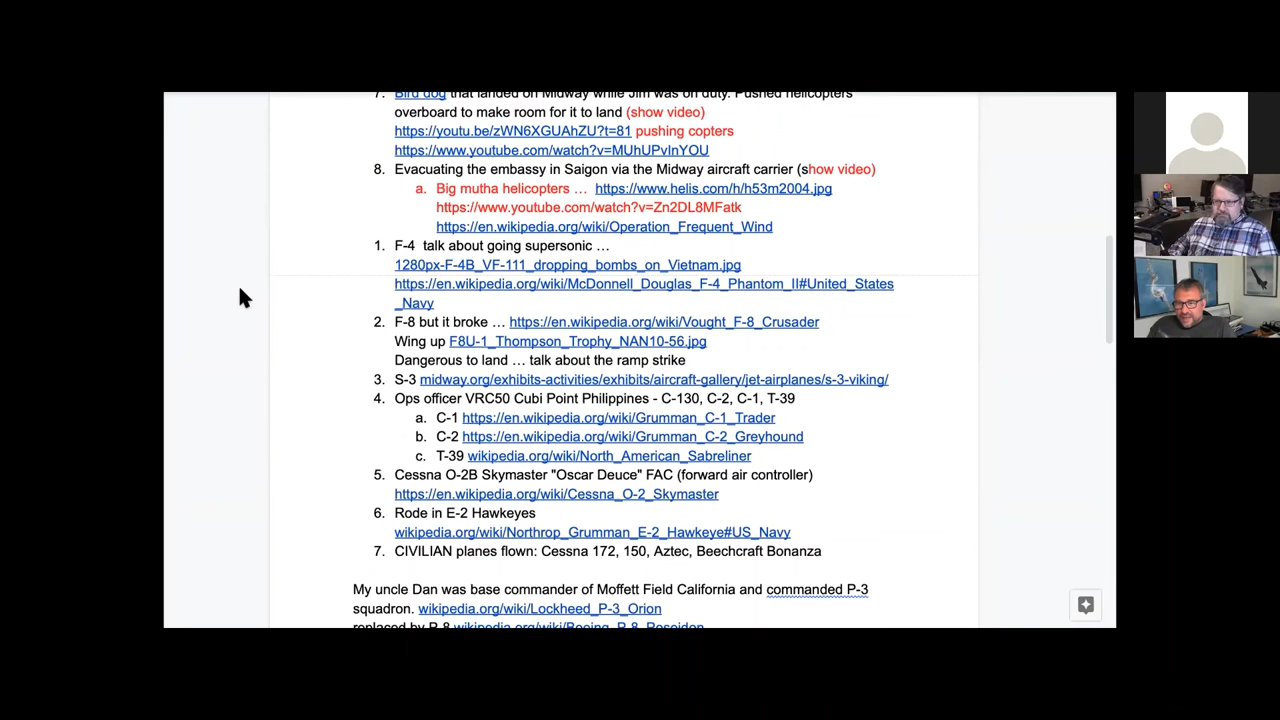 7. Bird dog that landed on Midway while Jim was on duty. Pushed helicopters
overboard to make room for it to land (show video)
https://youtu.be/zWN6XGUAhZU?t=81 pushing copters
https://www.youtube.com/watch?v=MUhUPvInYOU
8. Evacuating the embassy in Saigon via the Midway aircraft carrier (show video)
a. Big mutha helicopters … https://www.helis.com/h/h53m2004.jpg
https://www.youtube.com/watch?v=Zn2DL8MFatk
https://en.wikipedia.org/wiki/Operation_Frequent_Wind
1. F-4 talk about going supersonic …
1280px-F-4B_VF-111_dropping_bombs_on_Vietnam.jpg
https://en.wikipedia.org/wiki/McDonnell_Douglas_F-4_Phantom_II#United_States
_Navy
2. F-8 but it broke … https://en.wikipedia.org/wiki/Vought_F-8_Crusader
Wing up F8U-1_Thompson_Trophy_NAN10-56.jpg
Dangerous to land … talk about the ramp strike
3. S-3 midway.org/exhibits-activities/exhibits/aircraft-gallery/jet-airplanes/s-3-viking/
4. Ops officer VRC50 Cubi Point Philippines - C-130, C-2, C-1, T-39
a. C-1 https://en.wikipedia.org/wiki/Grumman_C-1_Trader
b. C-2 https://en.wikipedia.org/wiki/Grumman_C-2_Greyhound
c. T-39 wikipedia.org/wiki/North_American_Sabreliner
5. Cessna O-2B Skymaster "Oscar Deuce" FAC (forward air controller)
https://en.wikipedia.org/wiki/Cessna_O-2_Skymaster
6. Rode in E-2 Hawkeyes
wikipedia.org/wiki/Northrop_Grumman_E-2_Hawkeye#US_Navy
7. CIVILIAN planes flown: Cessna 172, 150, Aztec, Beechcraft Bonanza
My uncle Dan was base commander of Moffett Field California and commanded P-3
squadron. wikipedia.org/wiki/Lockheed_P-3_Orion
replaced by P-8 wikipedia.org/wiki/Boeing_P-8_Poseidon